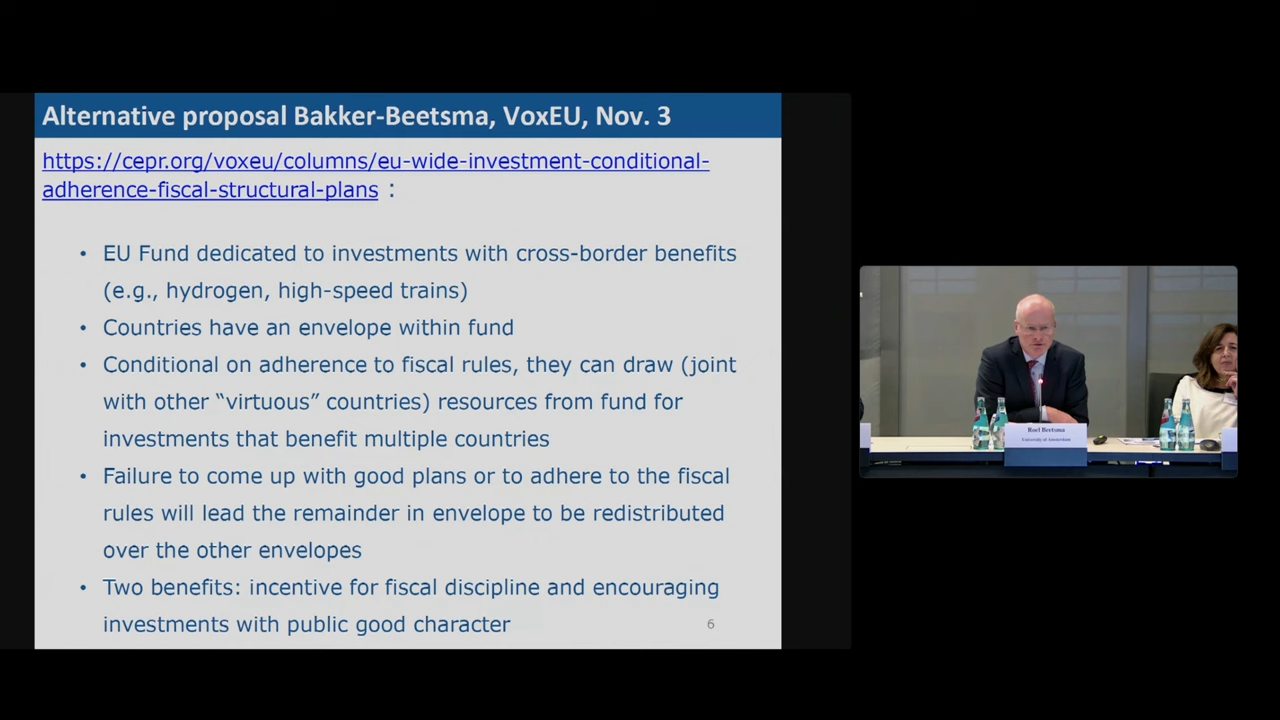 Alternative proposal Bakker-Beetsma, VoxEU, Nov. 3
https://cepr.org/voxeu/columns/eu-wide-investment-conditional-
adherence-fiscal-structural-plans :
• EU Fund dedicated to investments with cross-border benefits
(e.g., hydrogen, high-speed trains)
• Countries have an envelope within fund
• Conditional on adherence to fiscal rules, they can draw (joint
with other “virtuous” countries) resources from fund for
investments that benefit multiple countries
• Failure to come up with good plans or to adhere to the fiscal
rules will lead the remainder in envelope to be redistributed
over the other envelopes
• Two benefits: incentive for fiscal discipline and encouraging
investments with public good character
6
Roel Beetsma
University of Amsterdam